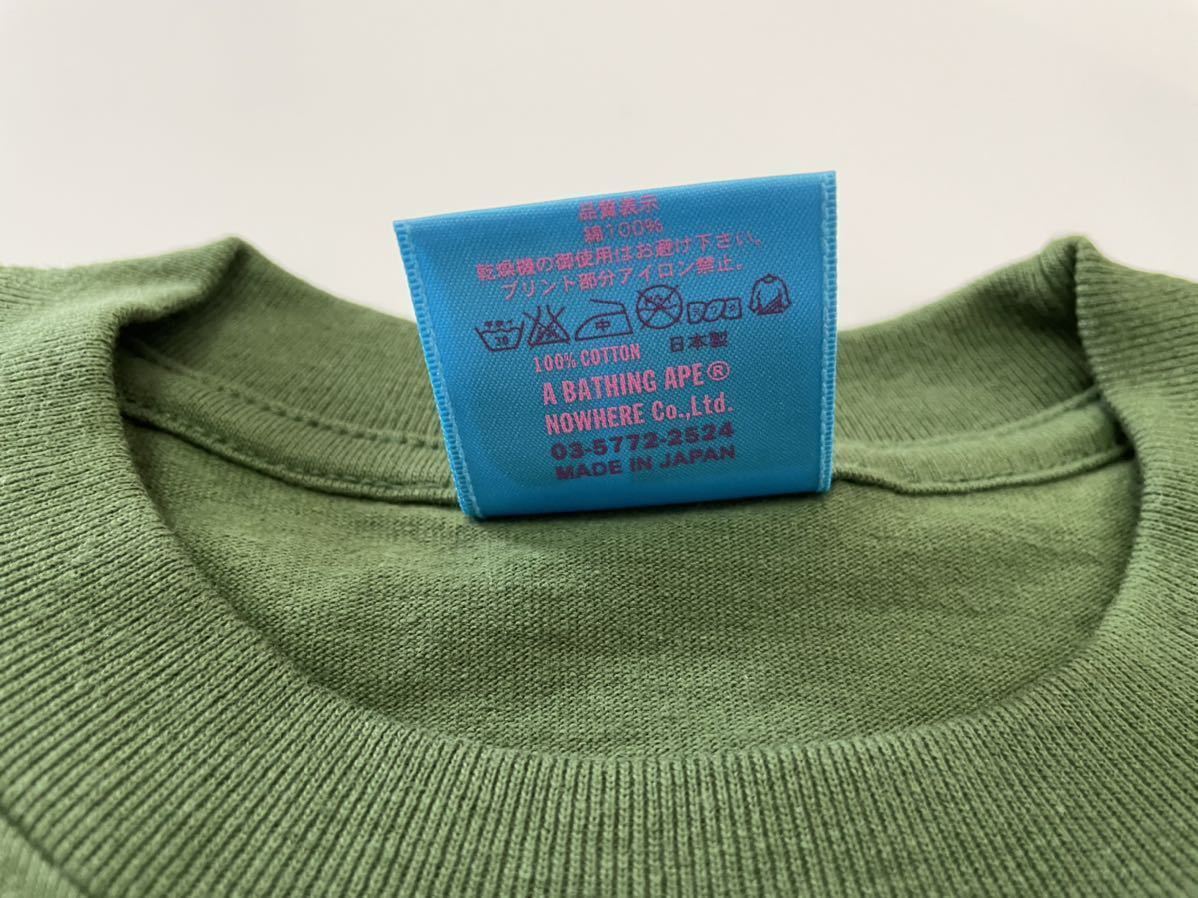 品質表示
綿100%
乾燥機の御使用はお避け下さい。
プリント部分アイロン禁止。
中
100% COTTON 日本製
A BATHING APE®
NOWHERE Co.,Ltd.
03-5772-2524
MADE IN JAPAN